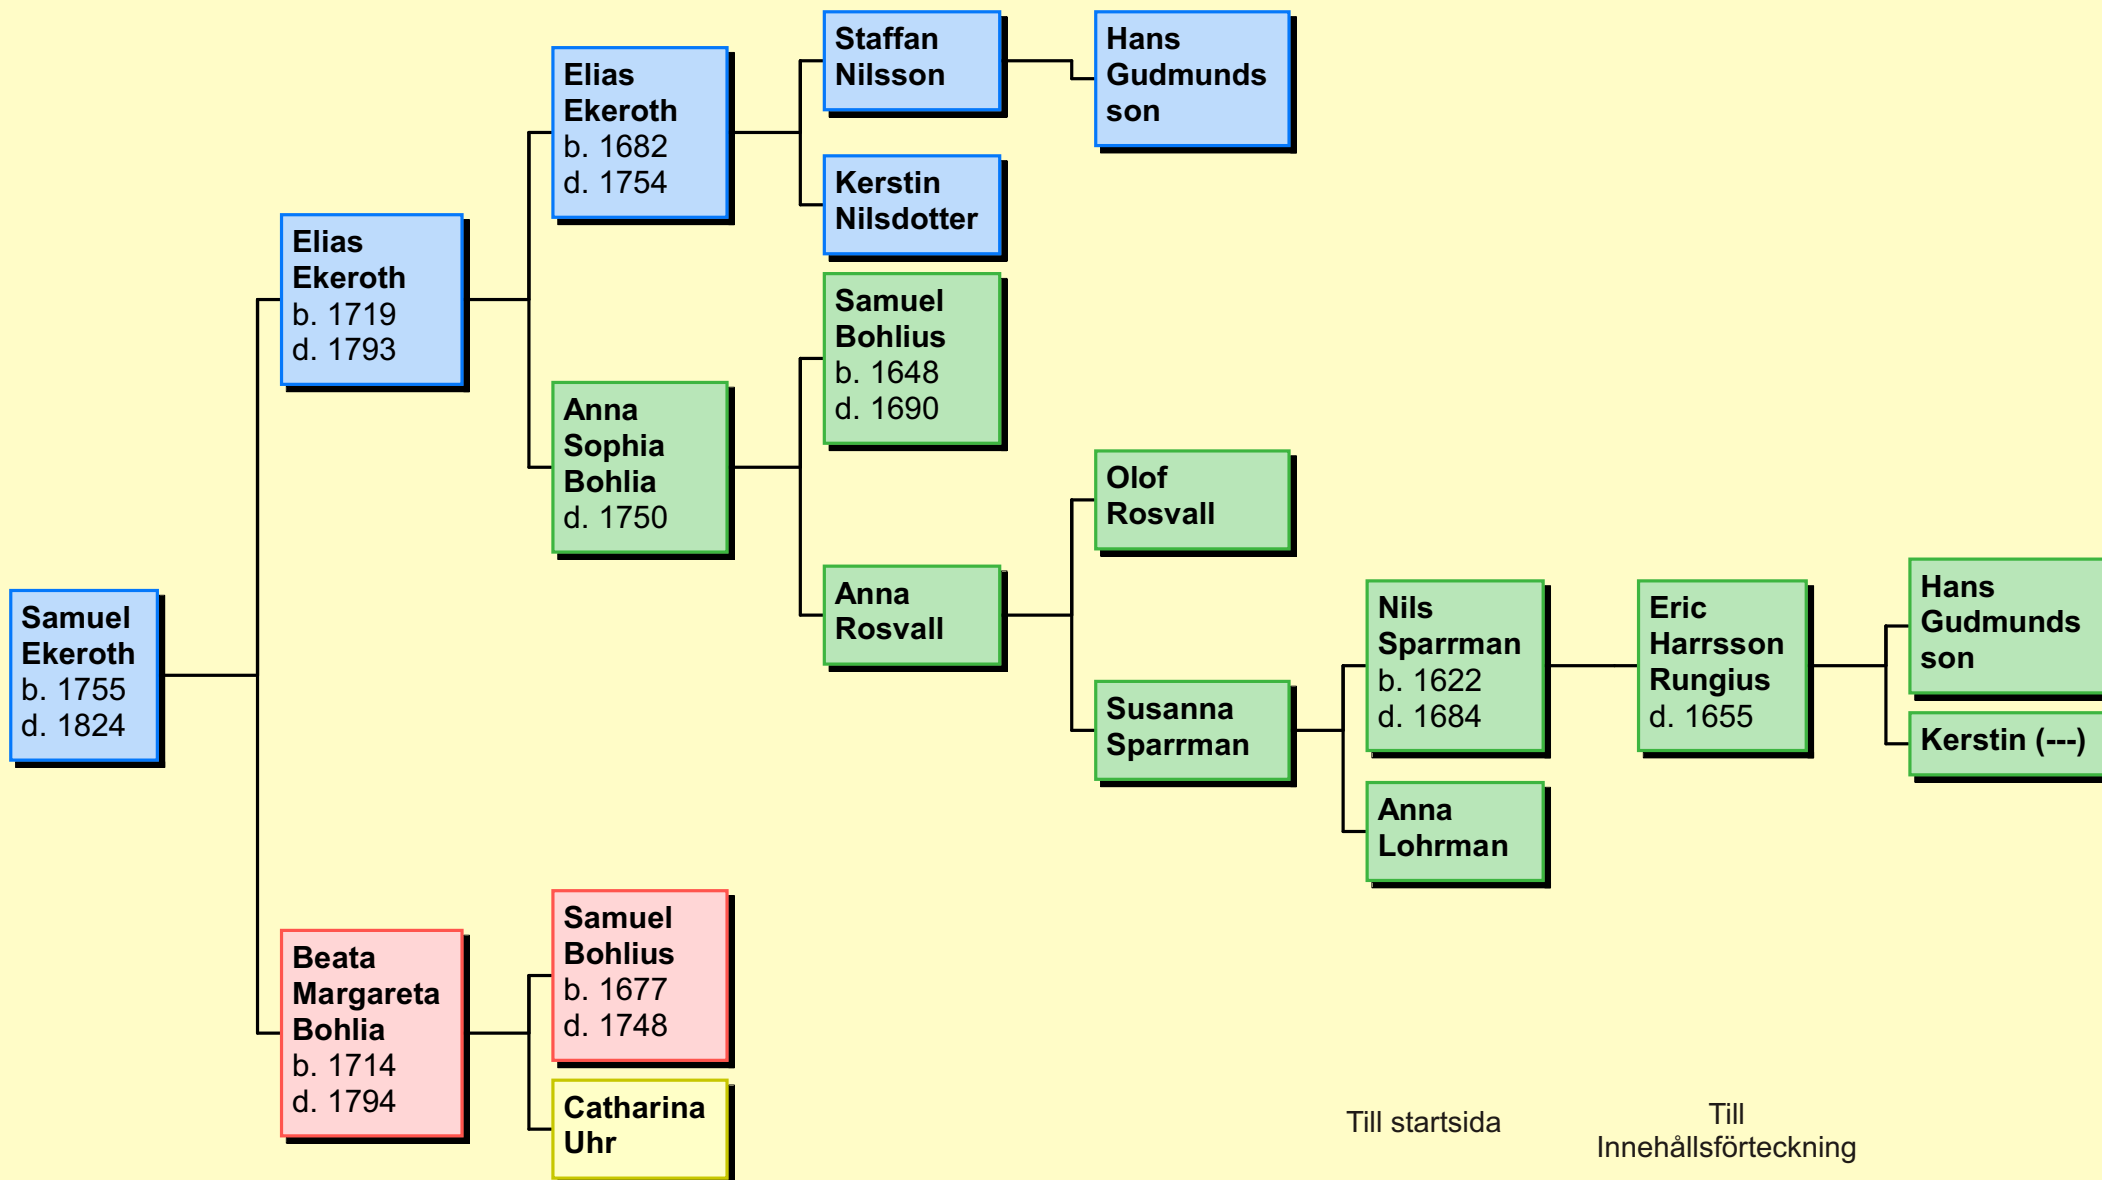 Samuel
Ekeroth
b. 1755
d. 1824
Elias
Ekeroth
b. 1719
d. 1793
Beata
Margareta
Bohlia
b. 1714
d. 1794
Elias
Ekeroth
b. 1682
d. 1754
Anna
Sophia
Bohlia
d. 1750
Samuel
Bohlius
b. 1677
d. 1748
Catharina
Uhr
Staffan
Nilsson
Kerstin
Nilsdotter
Samuel
Bohlius
b. 1648
d. 1690
Anna
Rosvall
Hans
Gudmunds
son
Olof
Rosvall
Susanna
Sparrman
Nils
Sparrman
b. 1622
d. 1684
Anna
Lohrman
Eric
Harrsson
Rungius
d. 1655
Hans
Gudmunds
son
Kerstin (---)
Till startsida
Till
Innehållsförteckning